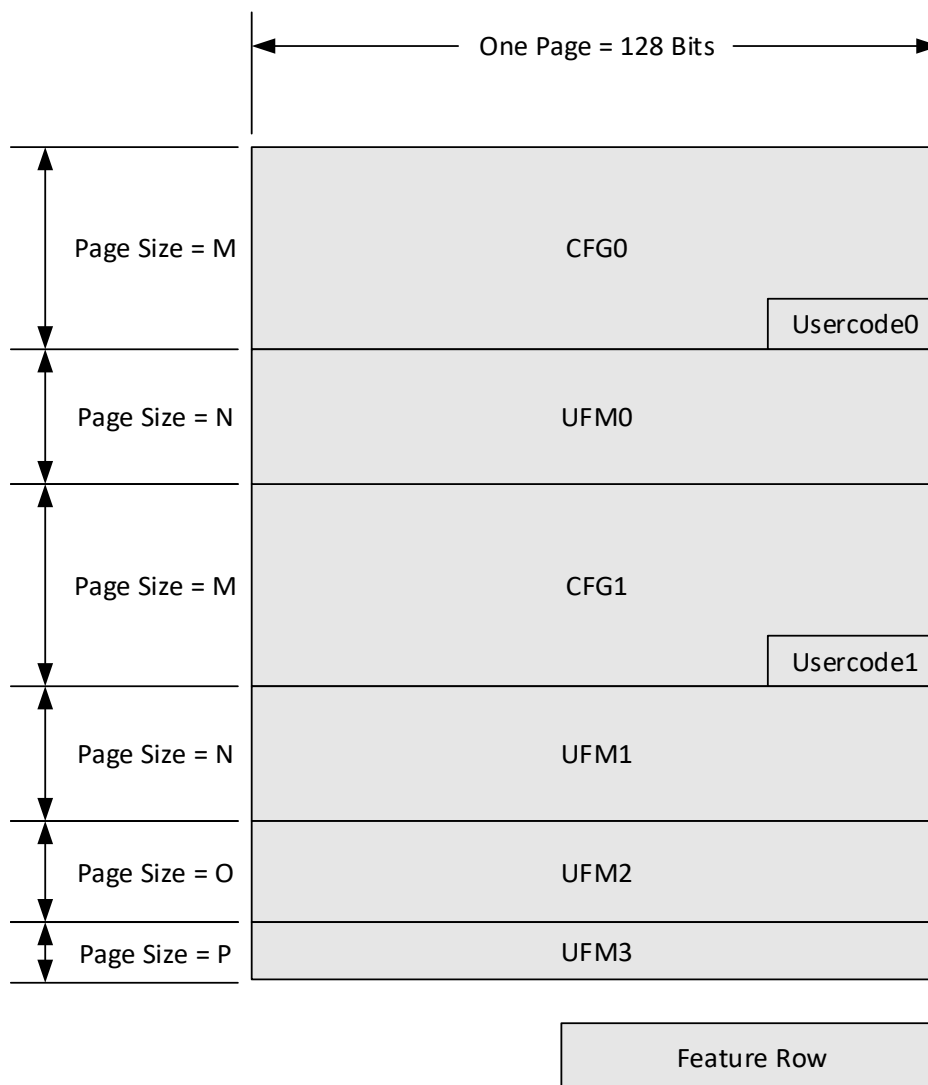 One Page = 128 Bits
Page Size = M
CFG0
Usercode0
Page Size = N
UFM0
Page Size = M
CFG1
Usercode1
Page Size = N
UFM1
Page Size = O
UFM2
Page Size = P
UFM3
Feature Row